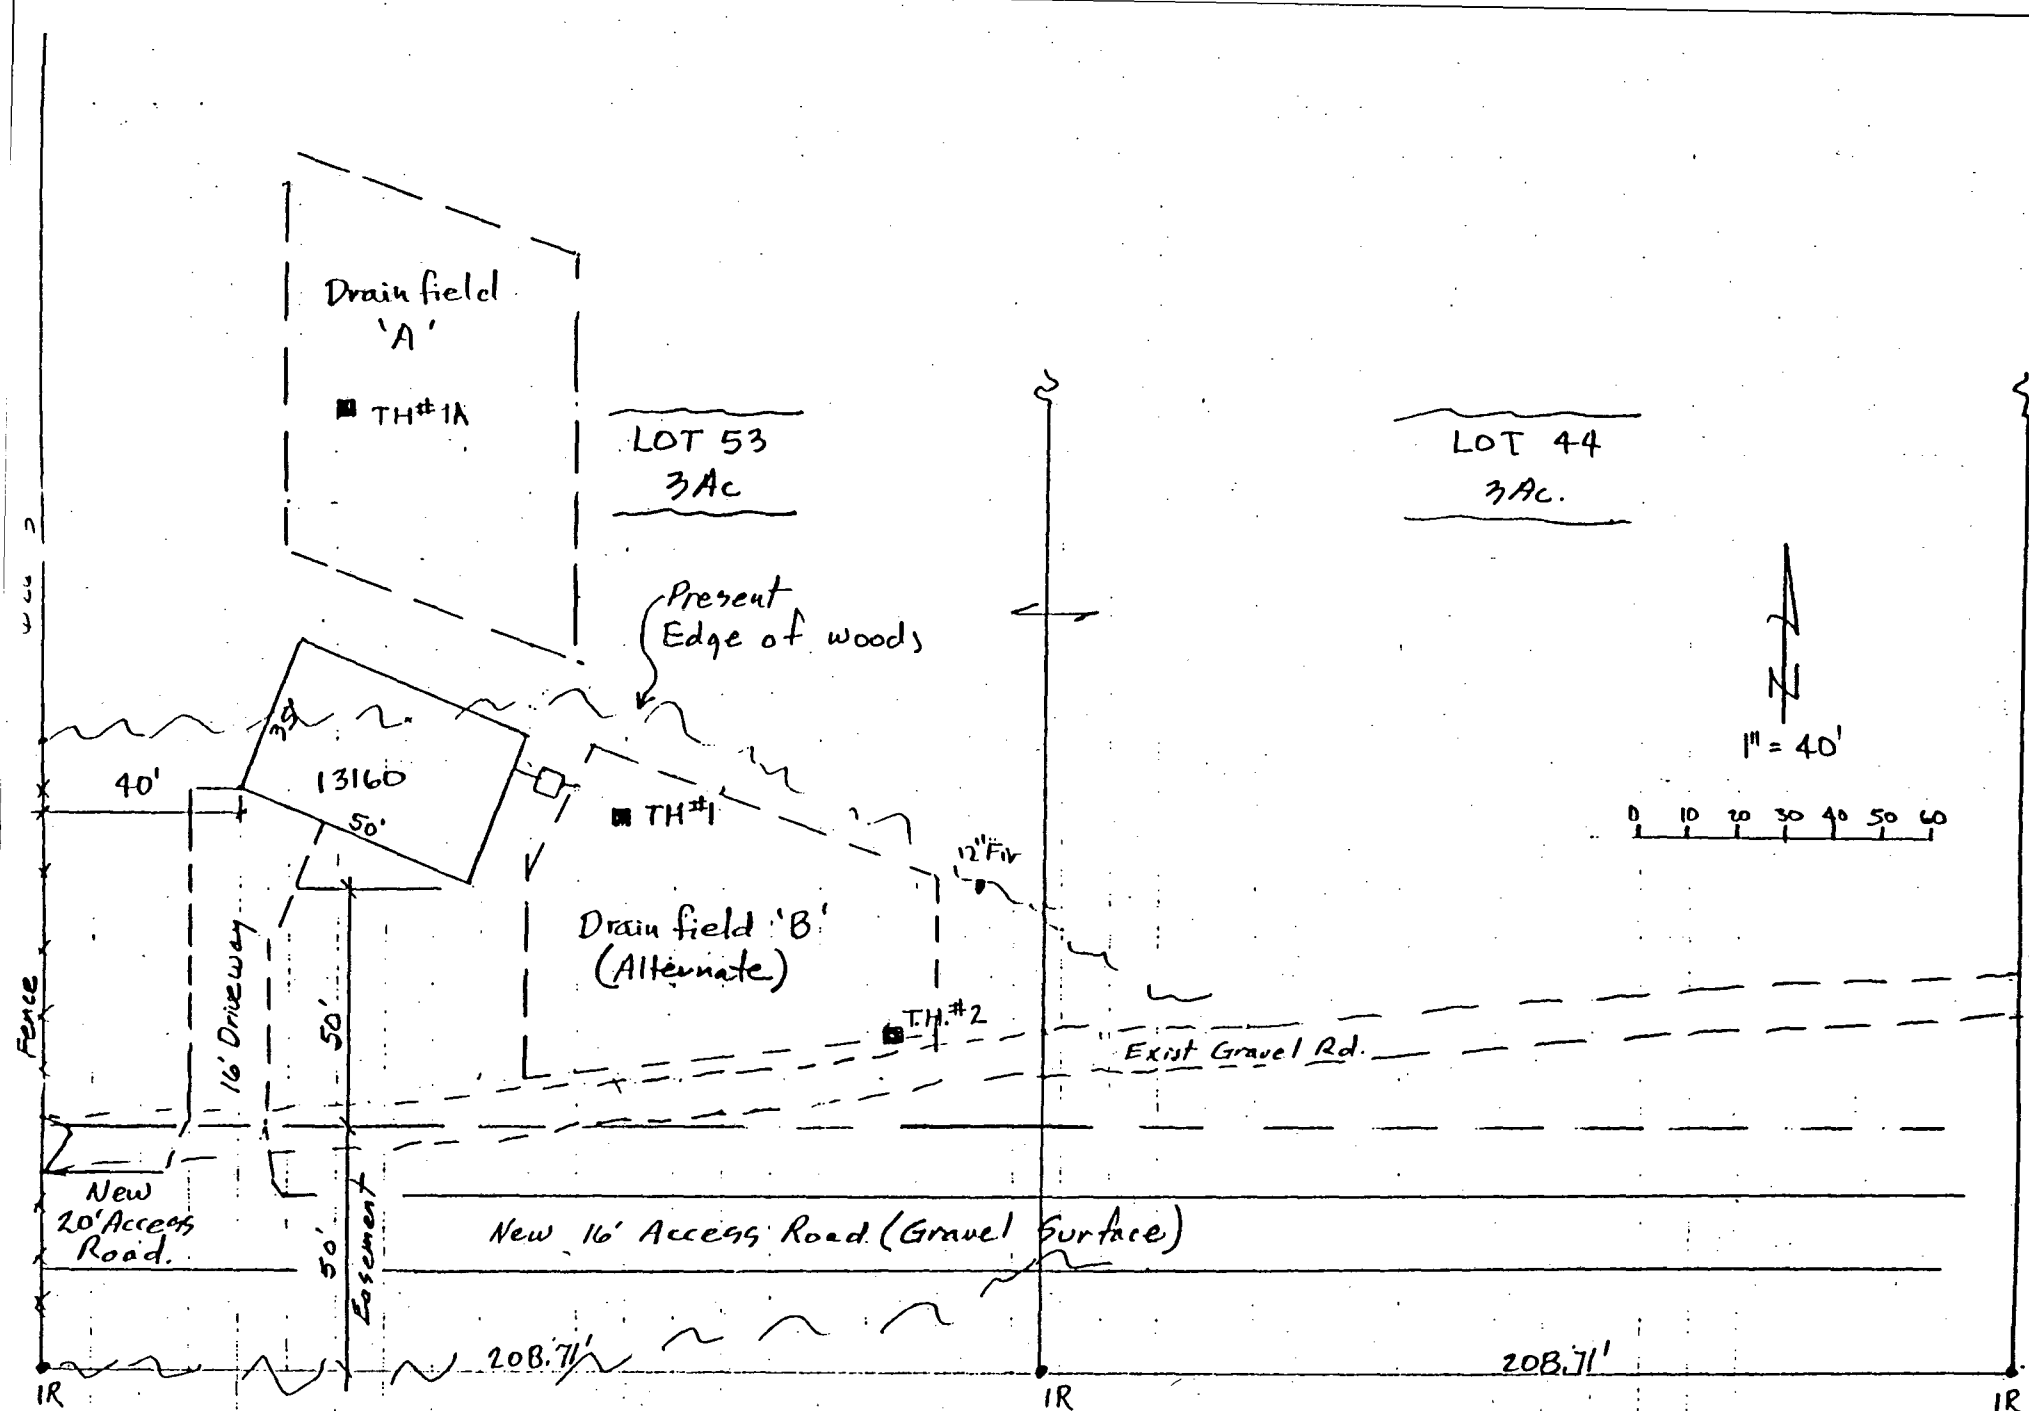 Drain field
'A'
TH#1A
LOT 53
3Ac
LOT 44
3Ac.
Present
Edge of woods
N
1" = 40'
0 10 20 30 40 50 60
40'
13160
50'
TH#1
12" Fir
Drain field 'B'
(Alternate)
T.H.#2
Fence
16' Driveway
50'
Exist Gravel Rd.
New
20' Access
Road.
50'
Easement
New 16' Access Road (Gravel Surface)
208.71'
208.71'
IR
IR
IR